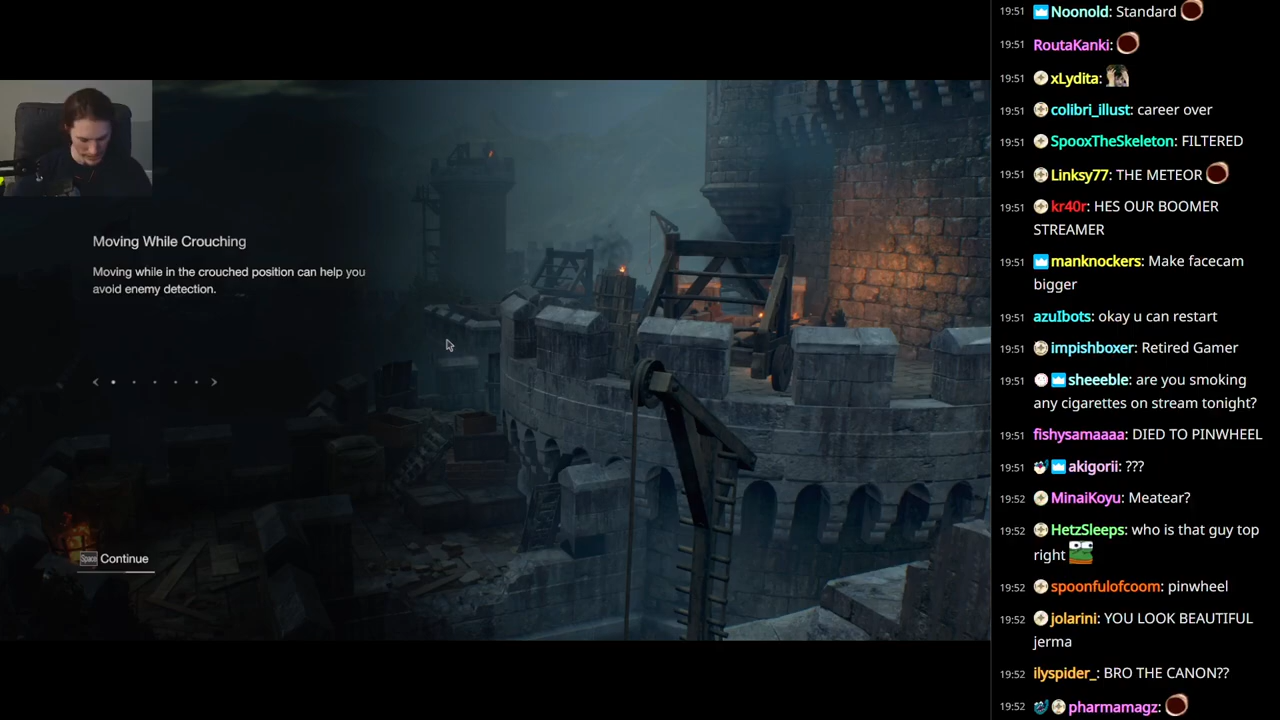 Moving While Crouching
Moving while in the crouched position can help you
avoid enemy detection.
Space Continue
19:51 Noonold: Standard
19:51 RoutaKanki:
19:51 xLydita:
19:51 colibri_illust: career over
19:51 SpooxTheSkeleton: FILTERED
19:51 Linksy77: THE METEOR
19:51 kr40r: HES OUR BOOMER
STREAMER
19:51 manknockers: Make facecam
bigger
19:51 azuIbots: okay u can restart
19:51 impishboxer: Retired Gamer
19:51 sheeeble: are you smoking
any cigarettes on stream tonight?
19:51 fishysamaaaa: DIED TO PINWHEEL
19:51 akigorii: ???
19:52 MinaiKoyu: Meatear?
19:52 HetzSleeps: who is that guy top
right
19:52 spoonfulofcoom: pinwheel
19:52 jolarini: YOU LOOK BEAUTIFUL
jerma
19:52 ilyspider_: BRO THE CANON??
19:52 pharmamagz: